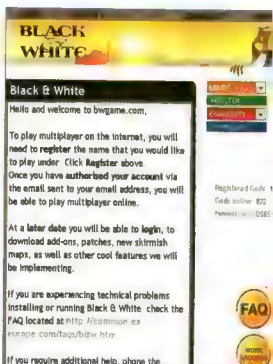 BLACK
WHITE
Black & White
Hello and welcome to bwgame.com,
To play multiplayer on the internet, you will
need to register the name that you would like
to play under Click Register above
Once you have authorised your account via
the email sent to your email address, you will
be able to play multiplayer online.
At a later date you will be able to login, to
download add-ons, patches, new skirmish
maps, as well as other cool features we will
be implementing.
If you are experiencing technical problems
installing or running Black & White check the
FAQ located at http://common.ea
europe.com/faqs/b&w.htm
If you require additional help, phone the
REGISTER
COMMUNITY
Registered Gods 1
Gods online 822
FAQ